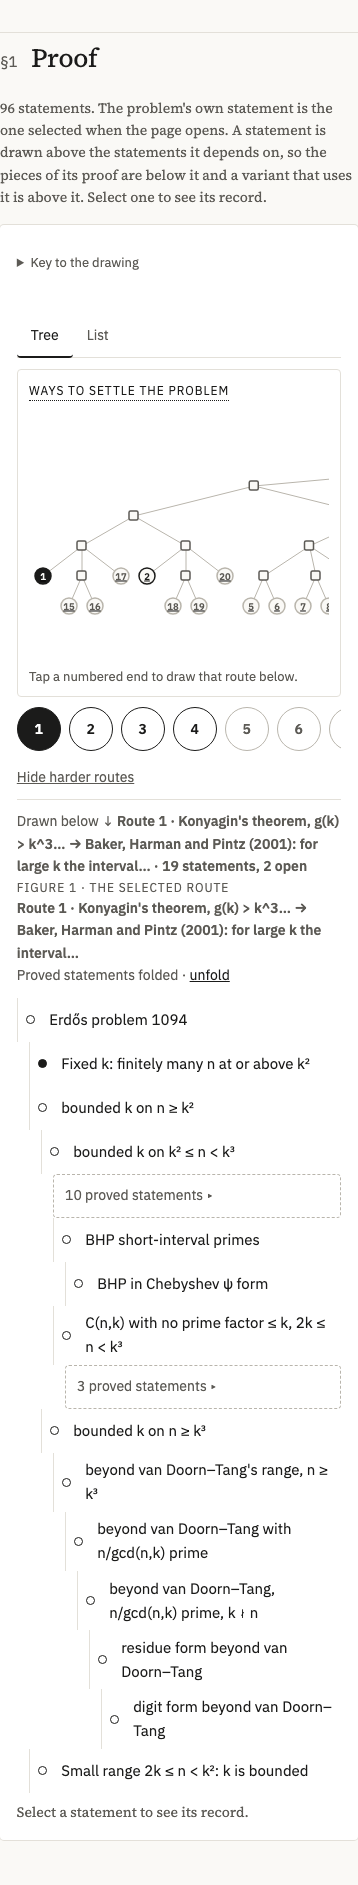 §1 Proof
96 statements. The problem's own statement is the
one selected when the page opens. A statement is
drawn above the statements it depends on, so the
pieces of its proof are below it and a variant that uses
it is above it. Select one to see its record.
▶ Key to the drawing
Tree List
WAYS TO SETTLE THE PROBLEM
1 17 2 20
15 16 18 19 5 6 7 8
Tap a numbered end to draw that route below.
1 2 3 4 5 6
Hide harder routes
Drawn below ↓ Route 1 · Konyagin's theorem, g(k)
> k^3… → Baker, Harman and Pintz (2001): for
large k the interval… · 19 statements, 2 open
FIGURE 1 · THE SELECTED ROUTE
Route 1 · Konyagin's theorem, g(k) > k^3… →
Baker, Harman and Pintz (2001): for large k the
interval…
Proved statements folded · unfold
Erdős problem 1094
Fixed k: finitely many n at or above k²
bounded k on n ≥ k²
bounded k on k² ≤ n < k³
10 proved statements ▸
BHP short-interval primes
BHP in Chebyshev ψ form
C(n,k) with no prime factor ≤ k, 2k ≤
n < k³
3 proved statements ▸
bounded k on n ≥ k³
beyond van Doorn–Tang's range, n ≥
k³
beyond van Doorn–Tang with
n/gcd(n,k) prime
beyond van Doorn–Tang,
n/gcd(n,k) prime, k ∤ n
residue form beyond van
Doorn–Tang
digit form beyond van Doorn–
Tang
Small range 2k ≤ n < k²: k is bounded
Select a statement to see its record.